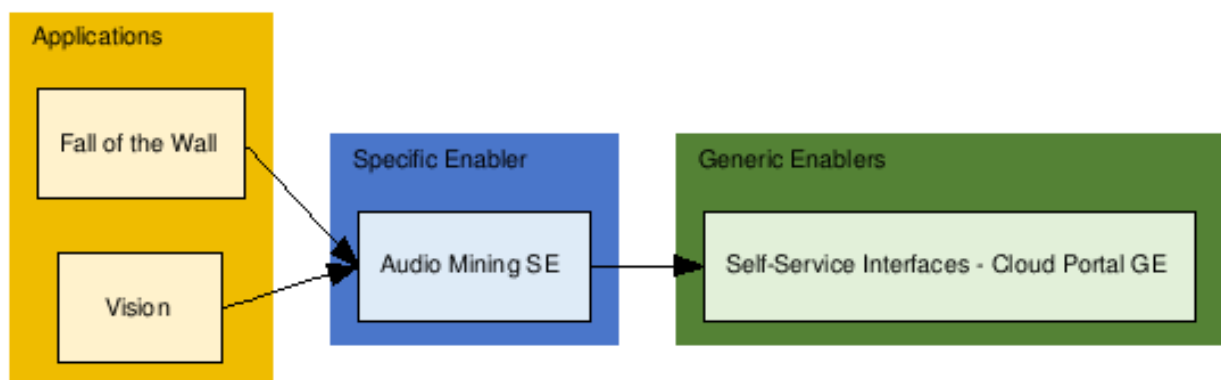 Applications
Fall of the Wall
Vision
Specific Enabler
Audio Mining SE
Generic Enablers
Self-Service Interfaces - Cloud Portal GE